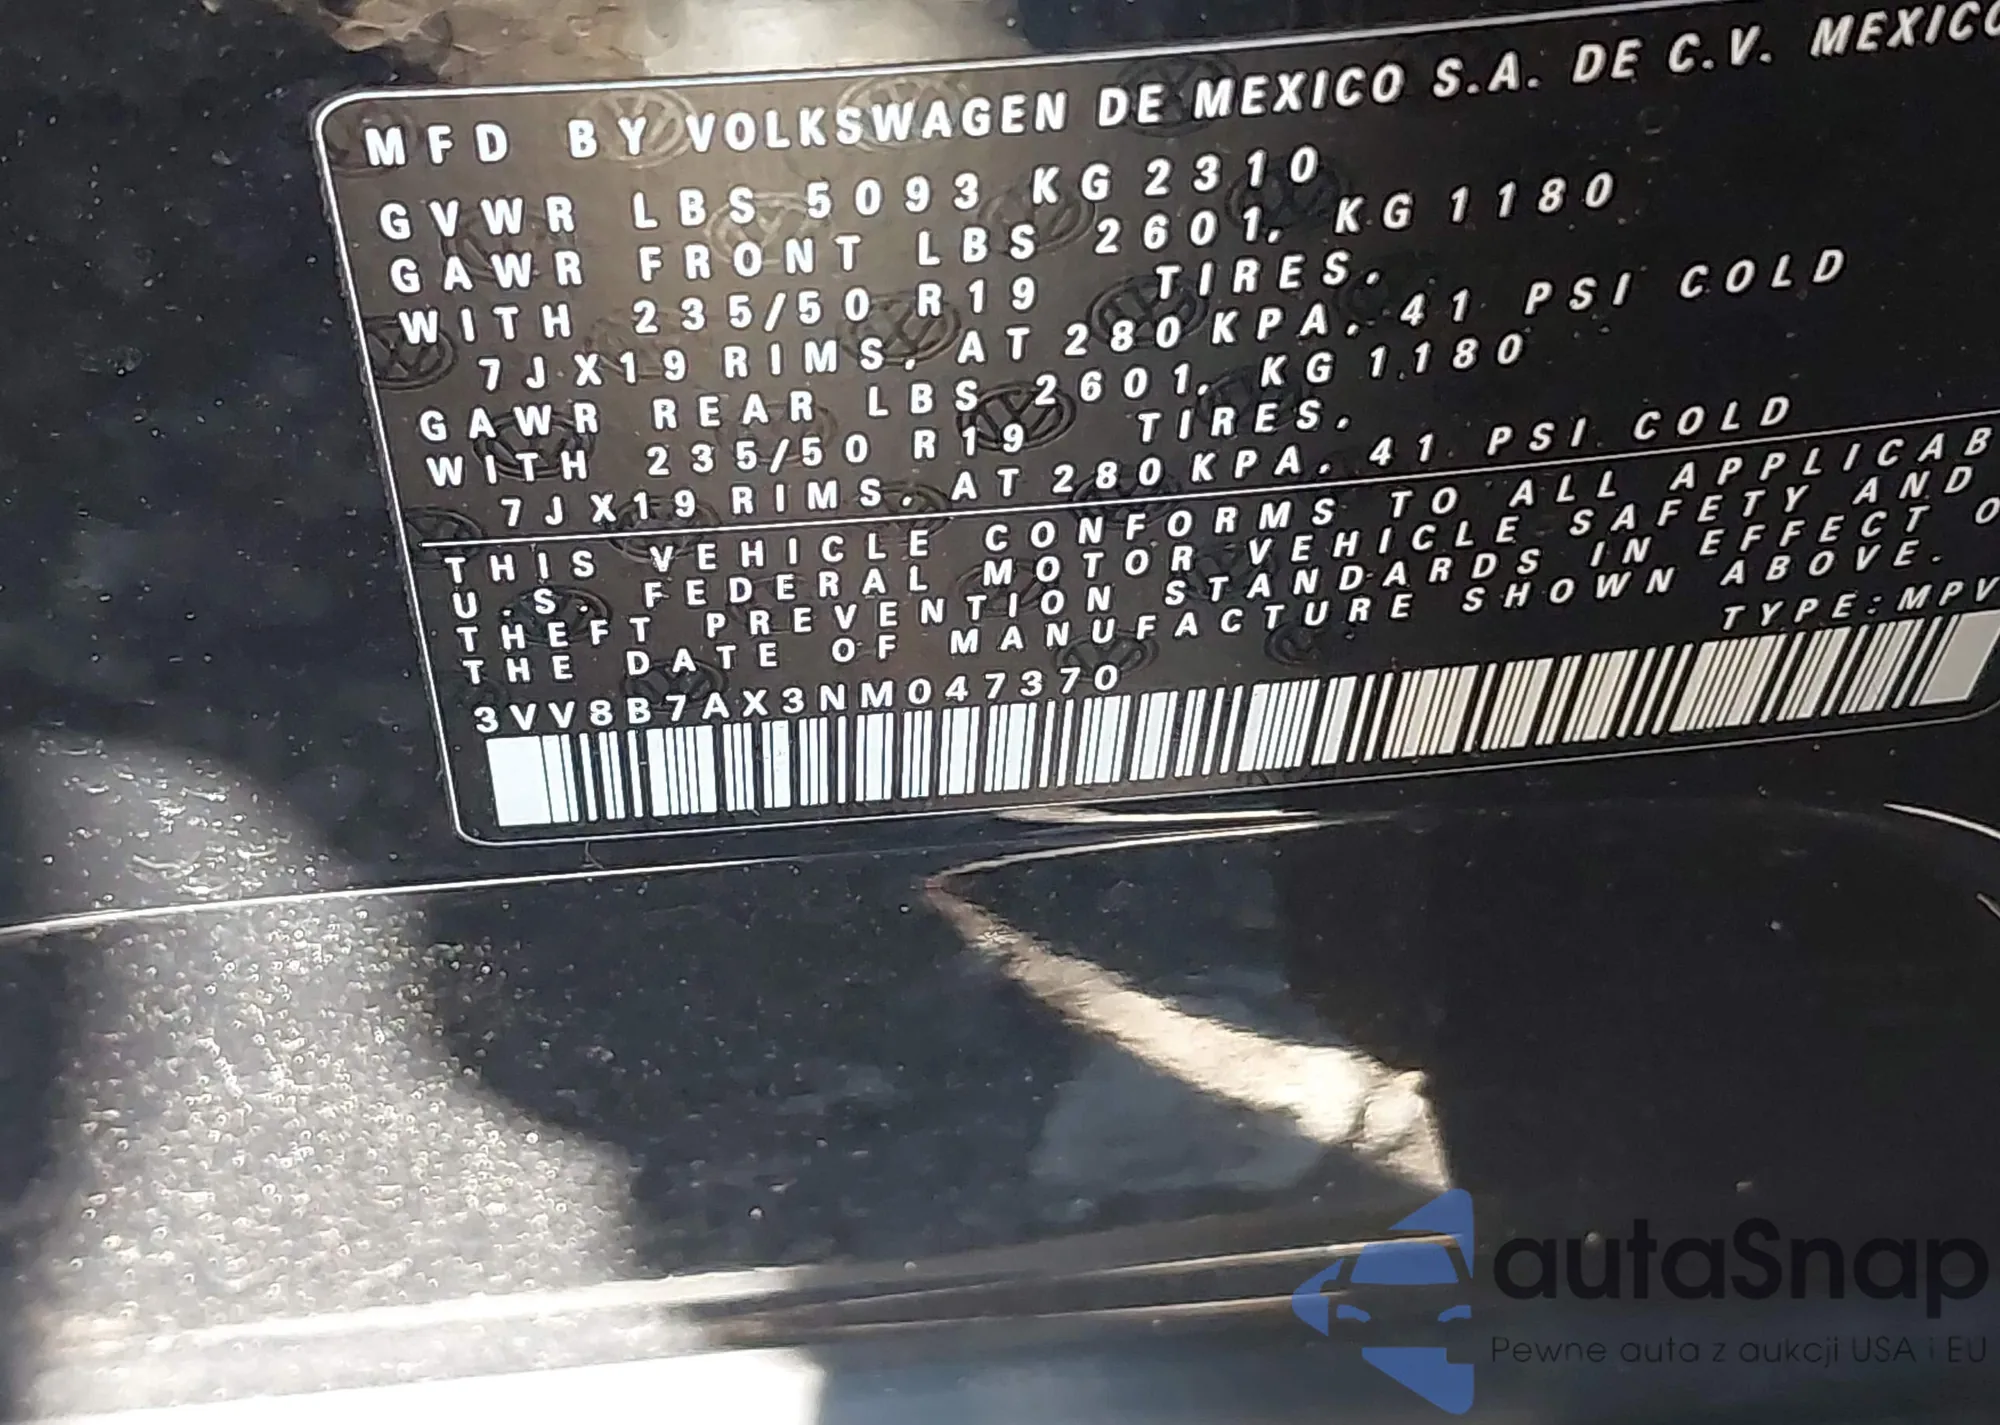 MFD BY VOLKSWAGEN DE MEXICO S.A. DE C.V. MEXICO
GVWR LBS 5093 KG 2310
GAWR FRONT LBS 2601, KG 1180
WITH 235/50 R19 TIRES,
7JX19 RIMS, AT 280 KPA, 41 PSI COLD
GAWR REAR LBS 2601, KG 1180
WITH 235/50 R19 TIRES,
7JX19 RIMS, AT 280 KPA, 41 PSI COLD
THIS VEHICLE CONFORMS TO ALL APPLICAB
U.S. FEDERAL MOTOR VEHICLE SAFETY AND
THEFT PREVENTION STANDARDS IN EFFECT O
THE DATE OF MANUFACTURE SHOWN ABOVE.
TYPE: MPV
3VV8B7AX3NM047370
autaSnap
Pewne auta z aukcji USA i EU